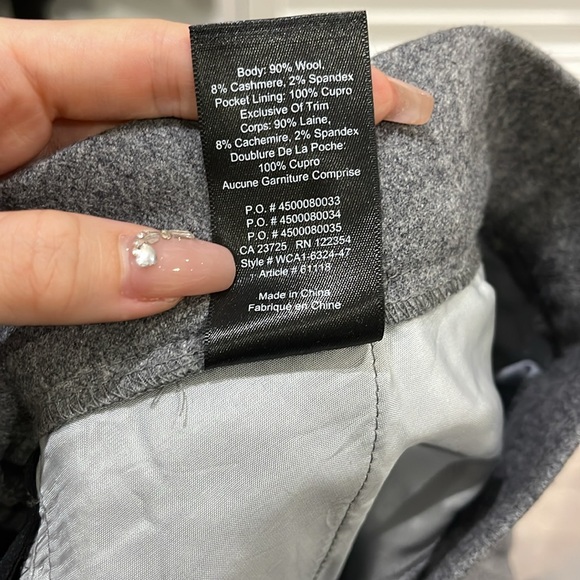 Body: 90% Wool,
8% Cashmere, 2% Spandex
Pocket Lining: 100% Cupro
Exclusive Of Trim
Corps: 90% Laine,
8% Cachemire, 2% Spandex
Doublure De La Poche:
100% Cupro
Aucune Garniture Comprise
P.O. # 4500080033
P.O. # 4500080034
P.O. # 4500080035
CA 23725 RN 122354
Style # WCA1-6324-47
Article # 61118
Made in China
Fabriqué en Chine